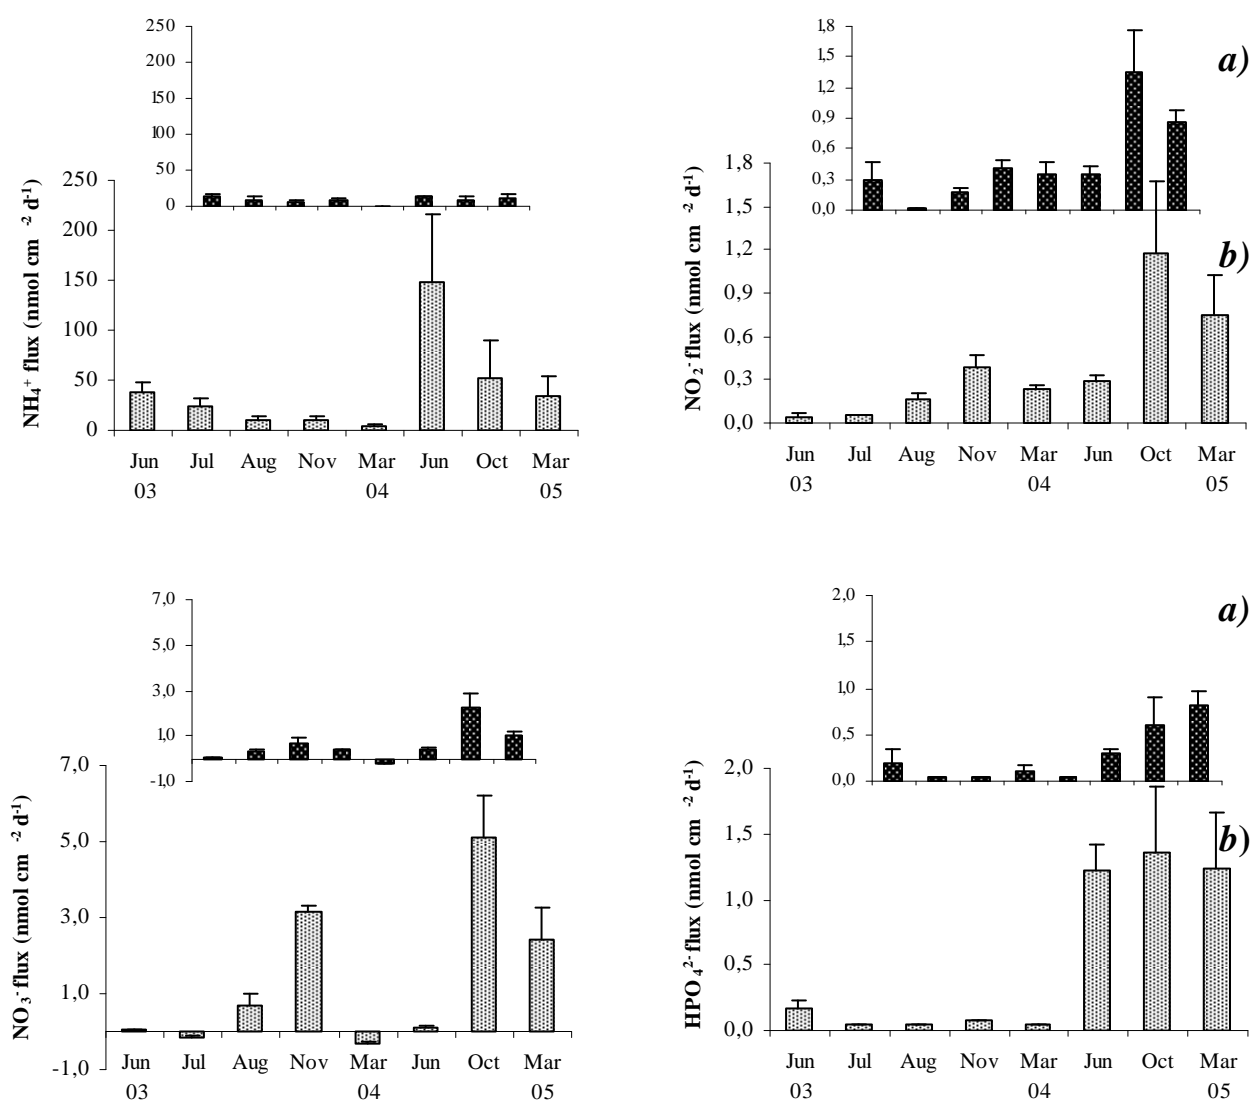 250
200
150
100
50
0
250
200
150
100
50
0
NH₄⁺ flux (nmol cm ⁻² d⁻¹)
Jun Jul Aug Nov Mar Jun Oct Mar
03 04 05
a)
1,8
1,5
1,2
0,9
0,6
0,3
0,0
b)
1,8
1,5
1,2
0,9
0,6
0,3
0,0
NO₂⁻ flux (nmol cm ⁻² d⁻¹)
Jun Jul Aug Nov Mar Jun Oct Mar
03 04 05
7,0
5,0
3,0
1,0
-1,0
7,0
5,0
3,0
1,0
-1,0
NO₃⁻ flux (nmol cm ⁻² d⁻¹)
Jun Jul Aug Nov Mar Jun Oct Mar
03 04 05
a)
2,0
1,5
1,0
0,5
0,0
b)
2,0
1,5
1,0
0,5
0,0
HPO₄²⁻ flux (nmol cm ⁻² d⁻¹)
Jun Jul Aug Nov Mar Jun Oct Mar
03 04 05